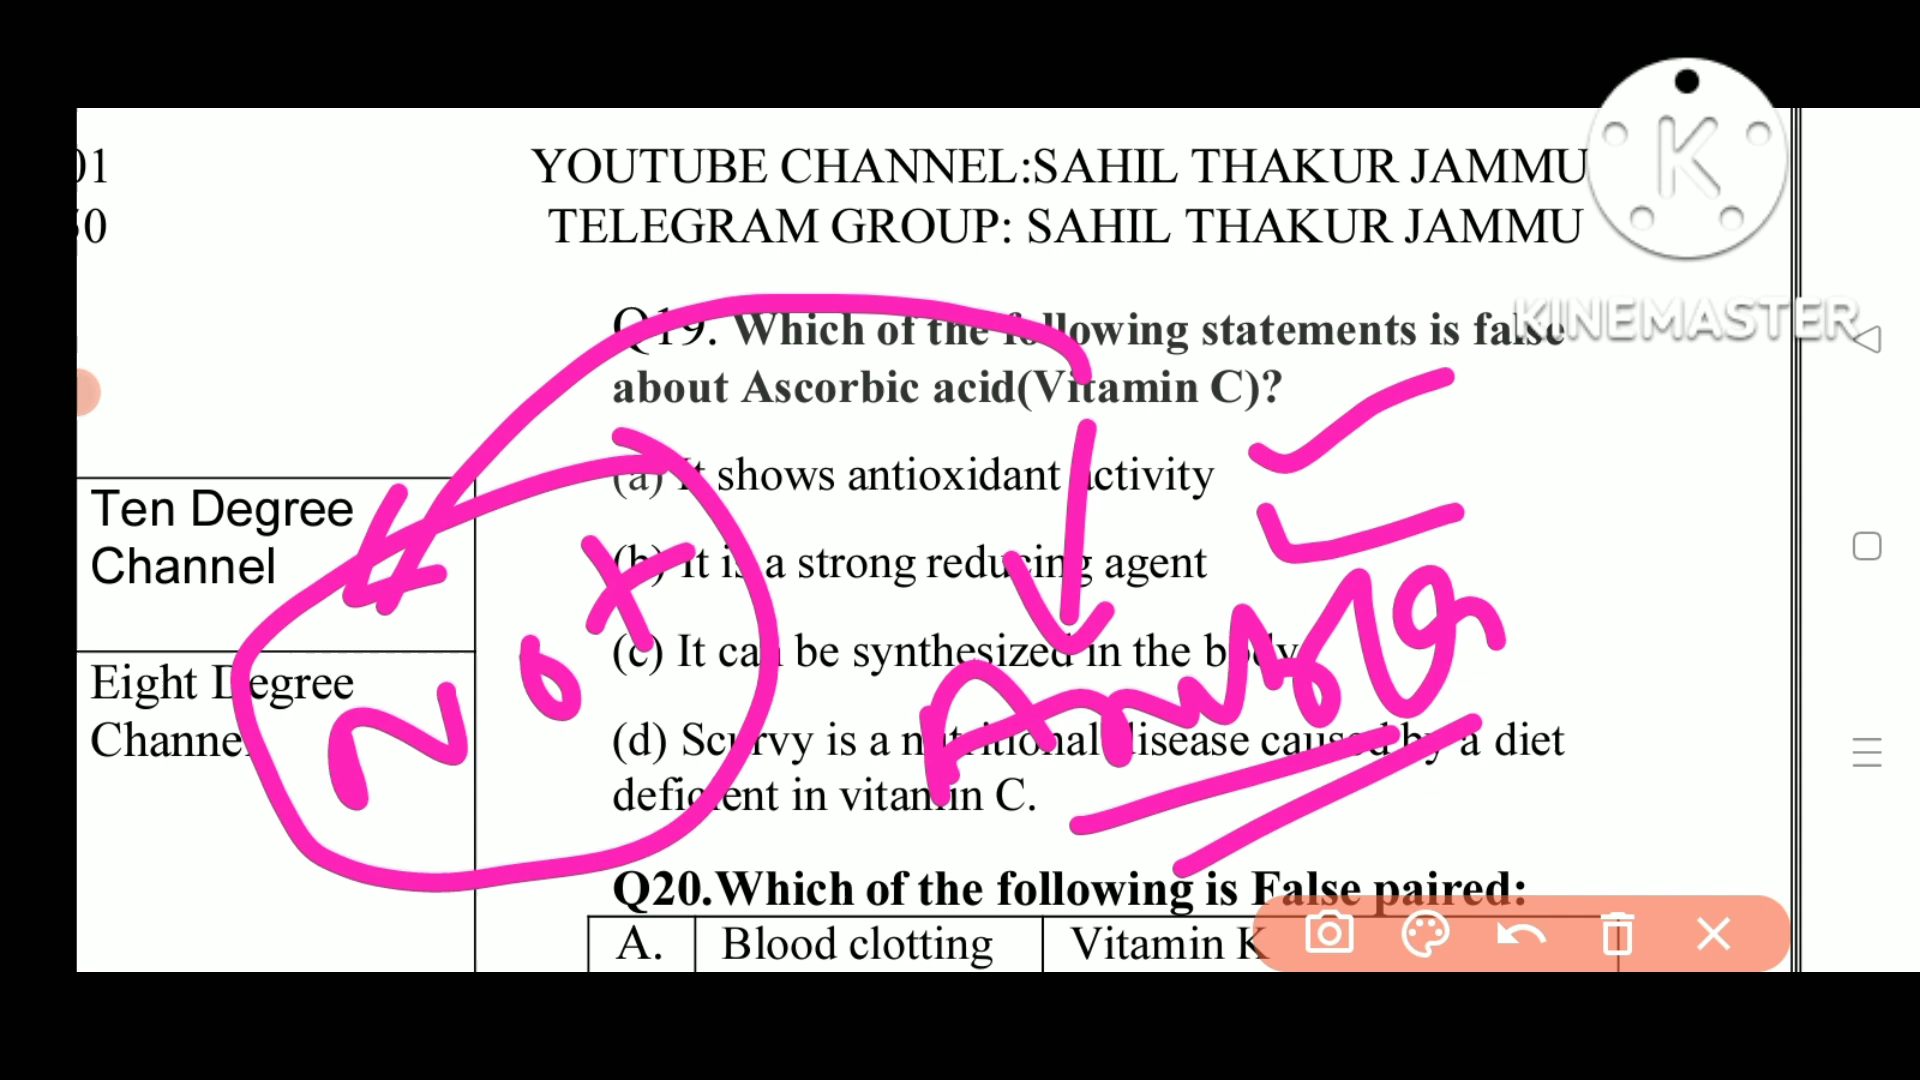 01
50
YOUTUBE CHANNEL:SAHIL THAKUR JAMMU
TELEGRAM GROUP: SAHIL THAKUR JAMMU
K
KINEMASTER
Ten Degree
Channel
Eight Degree
Channel
Q19. Which of the following statements is false
about Ascorbic acid(Vitamin C)?
(a) It shows antioxidant activity
(b) It is a strong reducing agent
(c) It can be synthesized in the body
(d) Scurvy is a nutritional disease caused by a diet
deficient in vitamin C.
Not
Answer
Q20.Which of the following is False paired:
A. Blood clotting Vitamin K